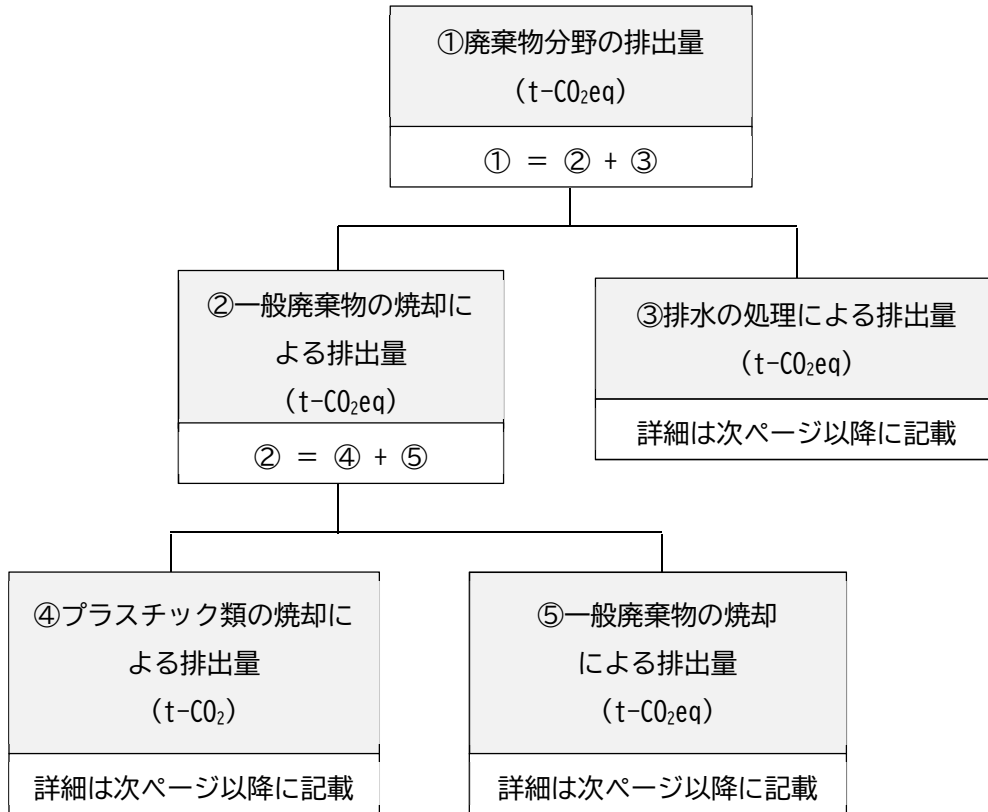 ①廃棄物分野の排出量
(t-CO₂eq)
① = ② + ③
②一般廃棄物の焼却に
よる排出量
(t-CO₂eq)
② = ④ + ⑤
③排水の処理による排出量
(t-CO₂eq)
詳細は次ページ以降に記載
④プラスチック類の焼却に
よる排出量
(t-CO₂)
詳細は次ページ以降に記載
⑤一般廃棄物の焼却
による排出量
(t-CO₂eq)
詳細は次ページ以降に記載